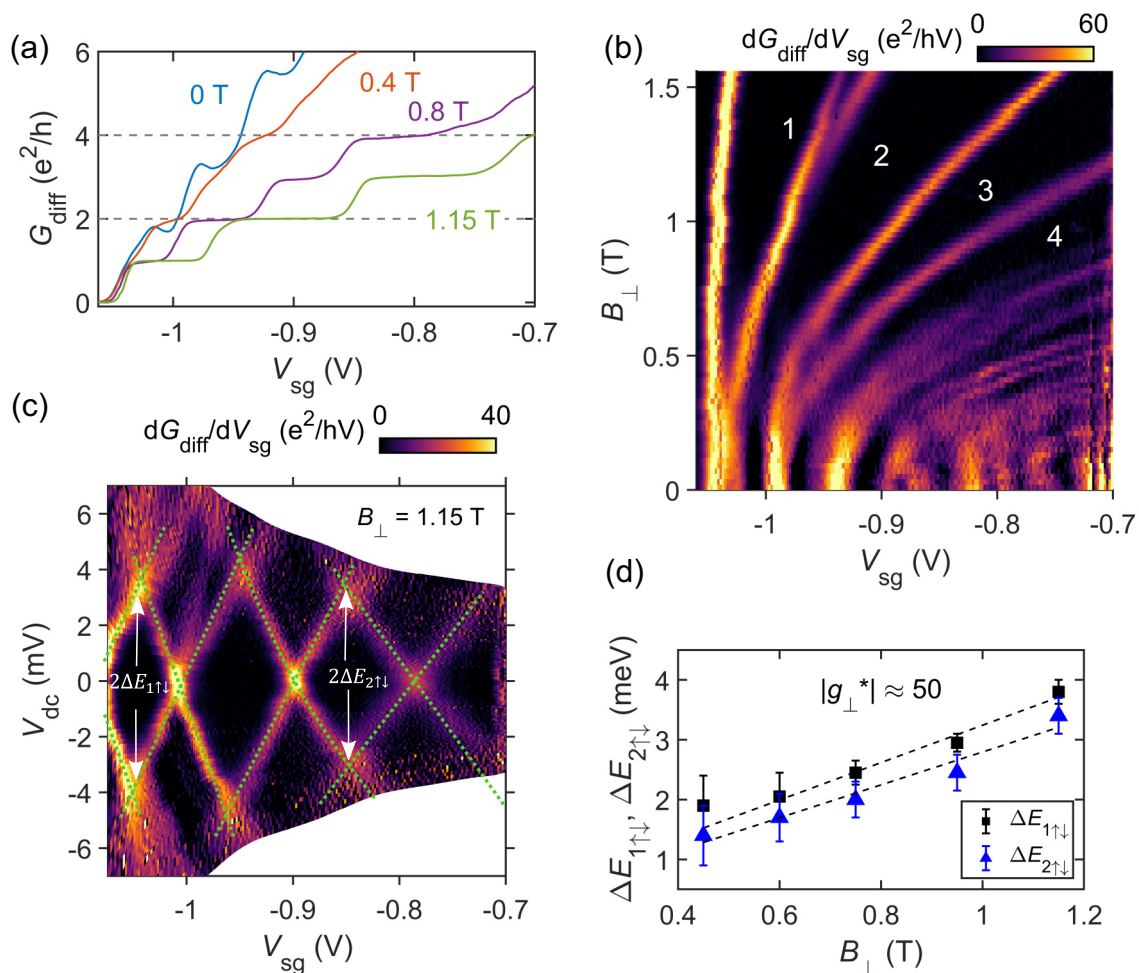 (a)
6
4
2
0
G_diff (e²/h)
0 T
0.4 T
0.8 T
1.15 T
-1
-0.9
-0.8
-0.7
V_sg (V)
(b)
dG_diff/dV_sg (e²/hV)
0
60
1.5
1
0.5
0
B_⊥ (T)
1
2
3
4
-1
-0.9
-0.8
-0.7
V_sg (V)
(c)
dG_diff/dV_sg (e²/hV)
0
40
B_⊥ = 1.15 T
6
4
2
0
-2
-4
-6
V_dc (mV)
2ΔE_1↑↓
2ΔE_2↑↓
-1
-0.9
-0.8
-0.7
V_sg (V)
(d)
4
3
2
1
ΔE_1↑↓, ΔE_2↑↓ (meV)
|g_⊥*| ≈ 50
ΔE_1↑↓
ΔE_2↑↓
0.4
0.6
0.8
1
1.2
B_⊥ (T)